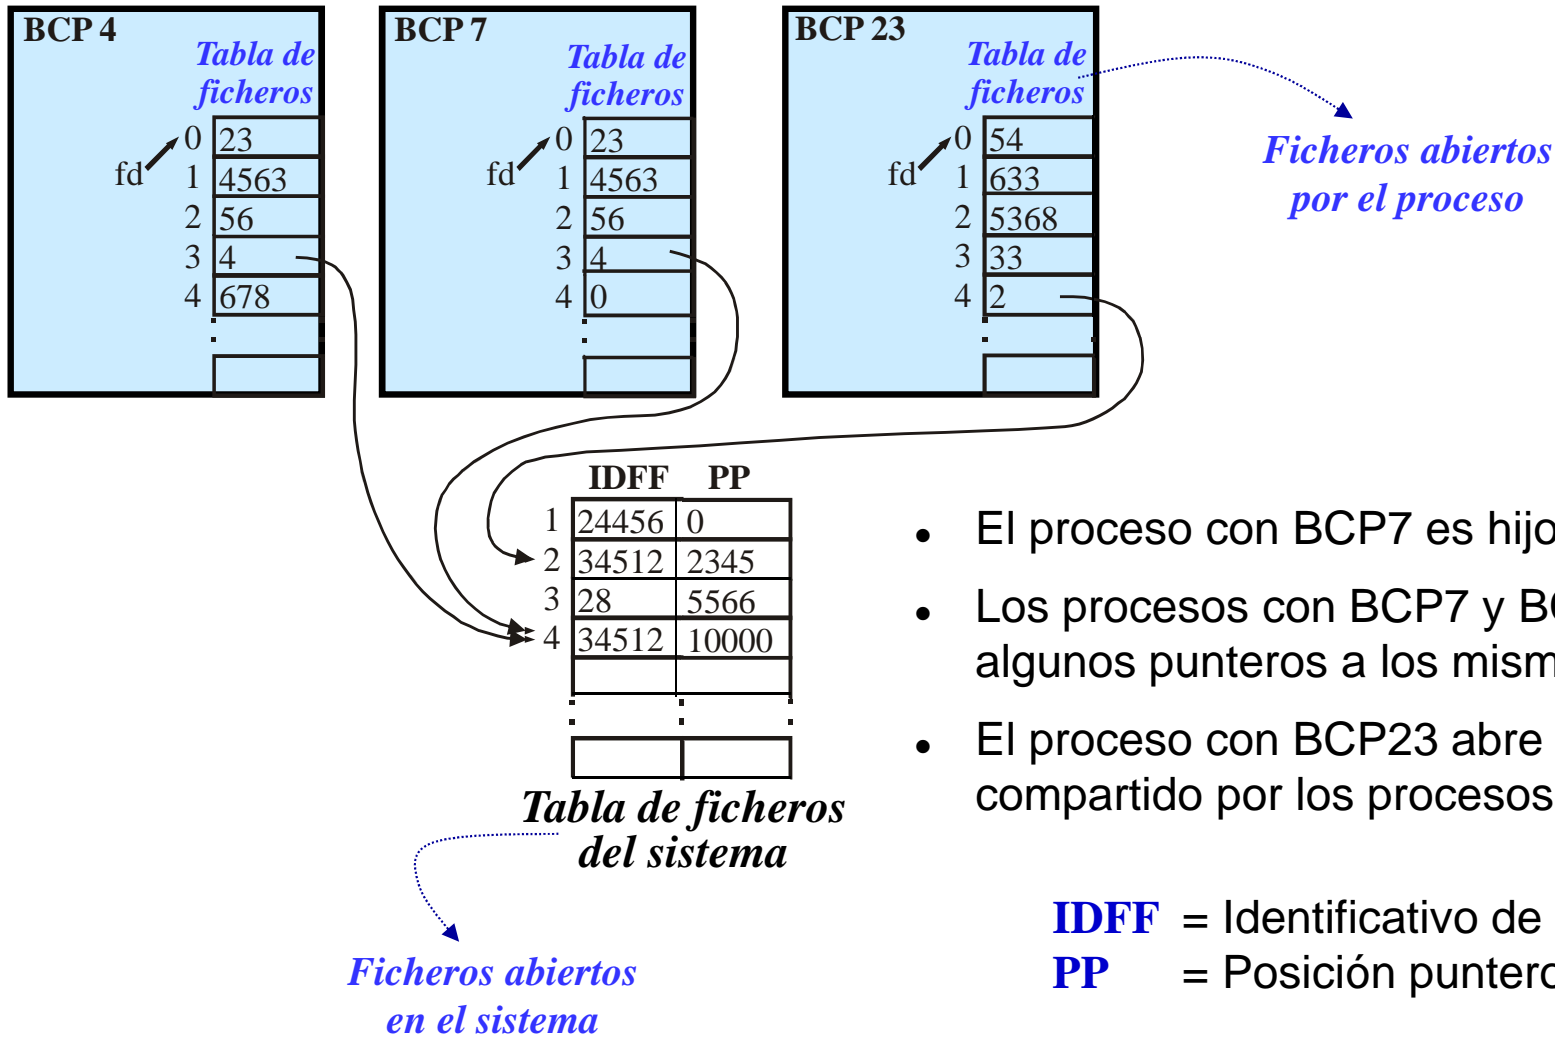 BCP 4
Tabla de
ficheros
0 23
fd
1 4563
2 56
3 4
4 678
BCP 7
Tabla de
ficheros
0 23
fd
1 4563
2 56
3 4
4 0
BCP 23
Tabla de
ficheros
0 54
fd
1 633
2 5368
3 33
4 2
Ficheros abiertos
por el proceso
IDFF PP
1 24456 0
2 34512 2345
3 28 5566
4 34512 10000
Tabla de ficheros
del sistema
Ficheros abiertos
en el sistema
• El proceso con BCP7 es hijo
• Los procesos con BCP7 y
algunos punteros a los
• El proceso con BCP23 abre
compartido por los procesos
IDFF = Identificativo de
PP = Posición puntero